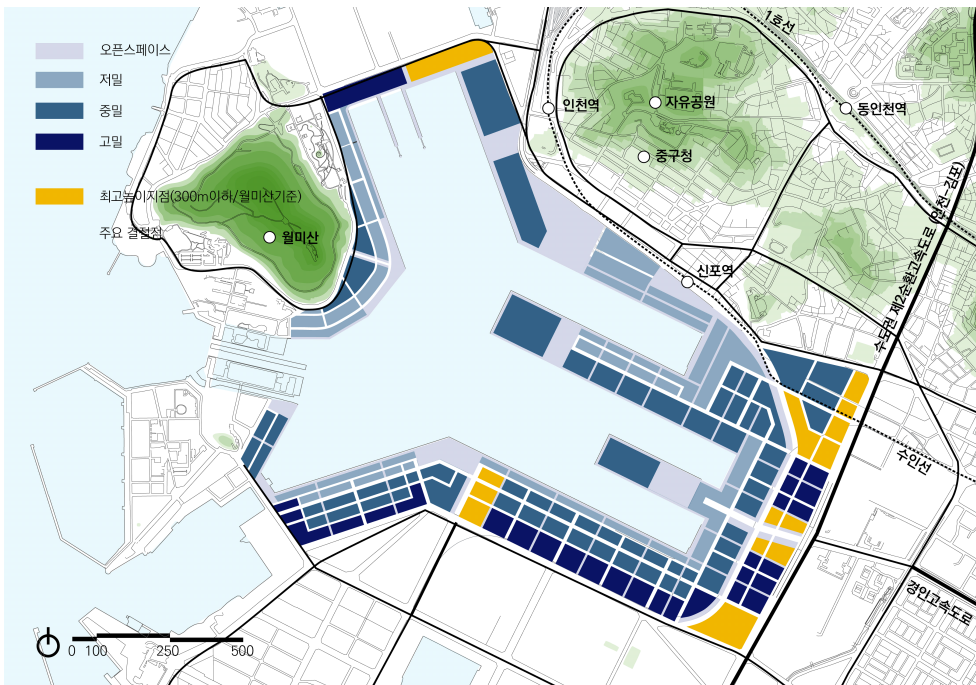 오픈스페이스
저밀
중밀
고밀
최고높이지점(300m이하/월미산기준)
주요 결절점
1호선
인천역
자유공원
동인천역
중구청
월미산
신포역
수도권 제2순환고속도로 (인천-김포)
수인선
경인고속도로
0 100 250 500